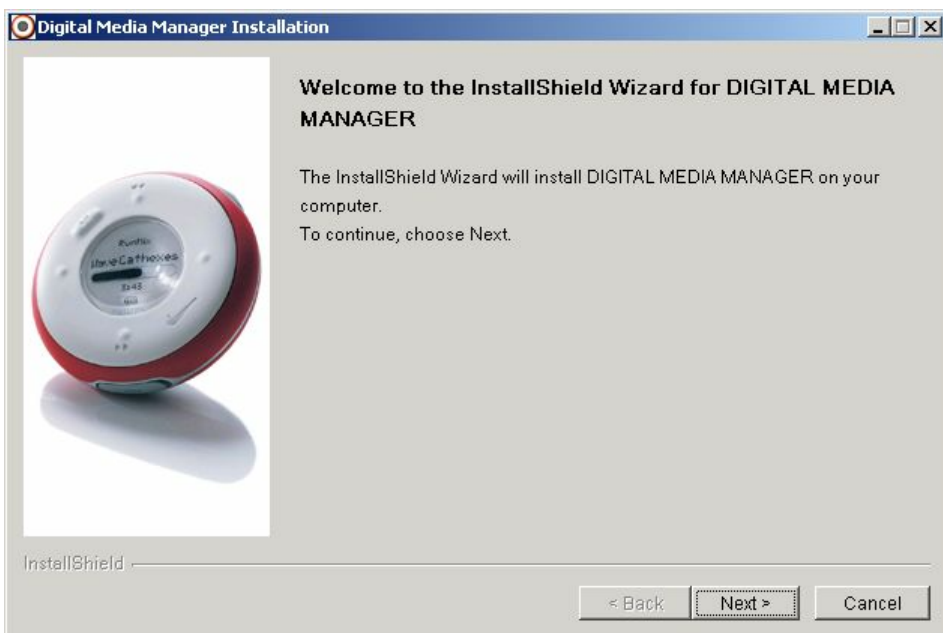 Digital Media Manager Installation
Welcome to the InstallShield Wizard for DIGITAL MEDIA
MANAGER
The InstallShield Wizard will install DIGITAL MEDIA MANAGER on your
computer.
To continue, choose Next.
InstallShield
< Back
Next >
Cancel